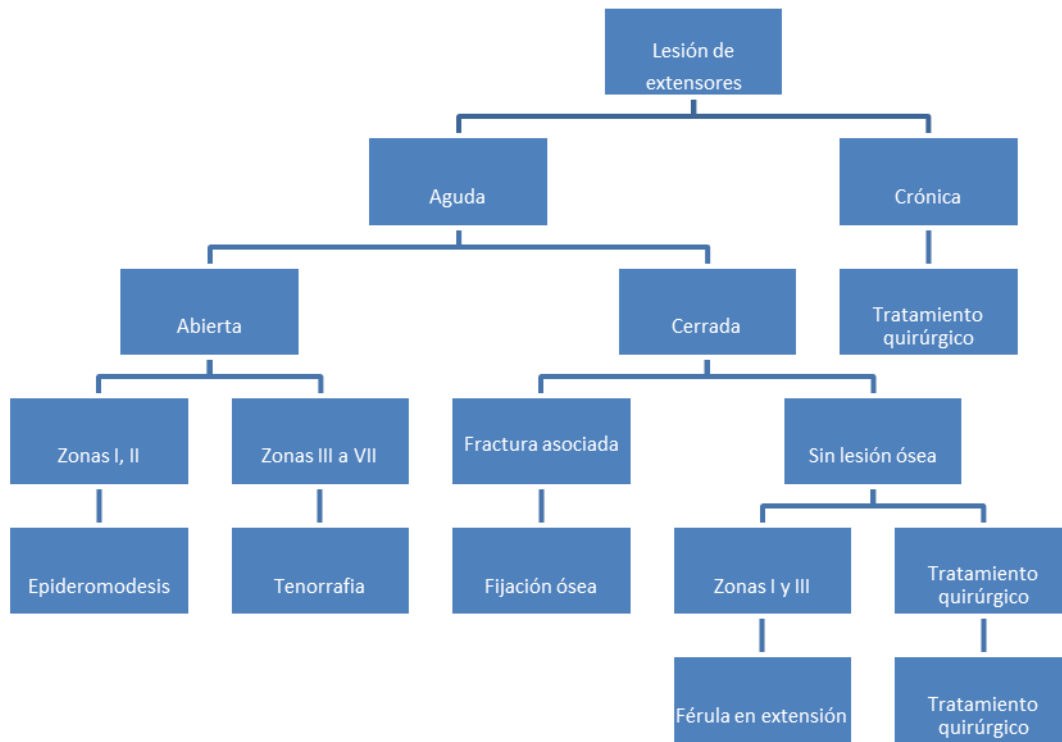 Lesión de
extensores
Aguda
Crónica
Abierta
Cerrada
Tratamiento
quirúrgico
Zonas I, II
Zonas III a VII
Fractura asociada
Sin lesión ósea
Epideromodesis
Tenorrafia
Fijación ósea
Zonas I y III
Tratamiento
quirúrgico
Férula en extensión
Tratamiento
quirúrgico